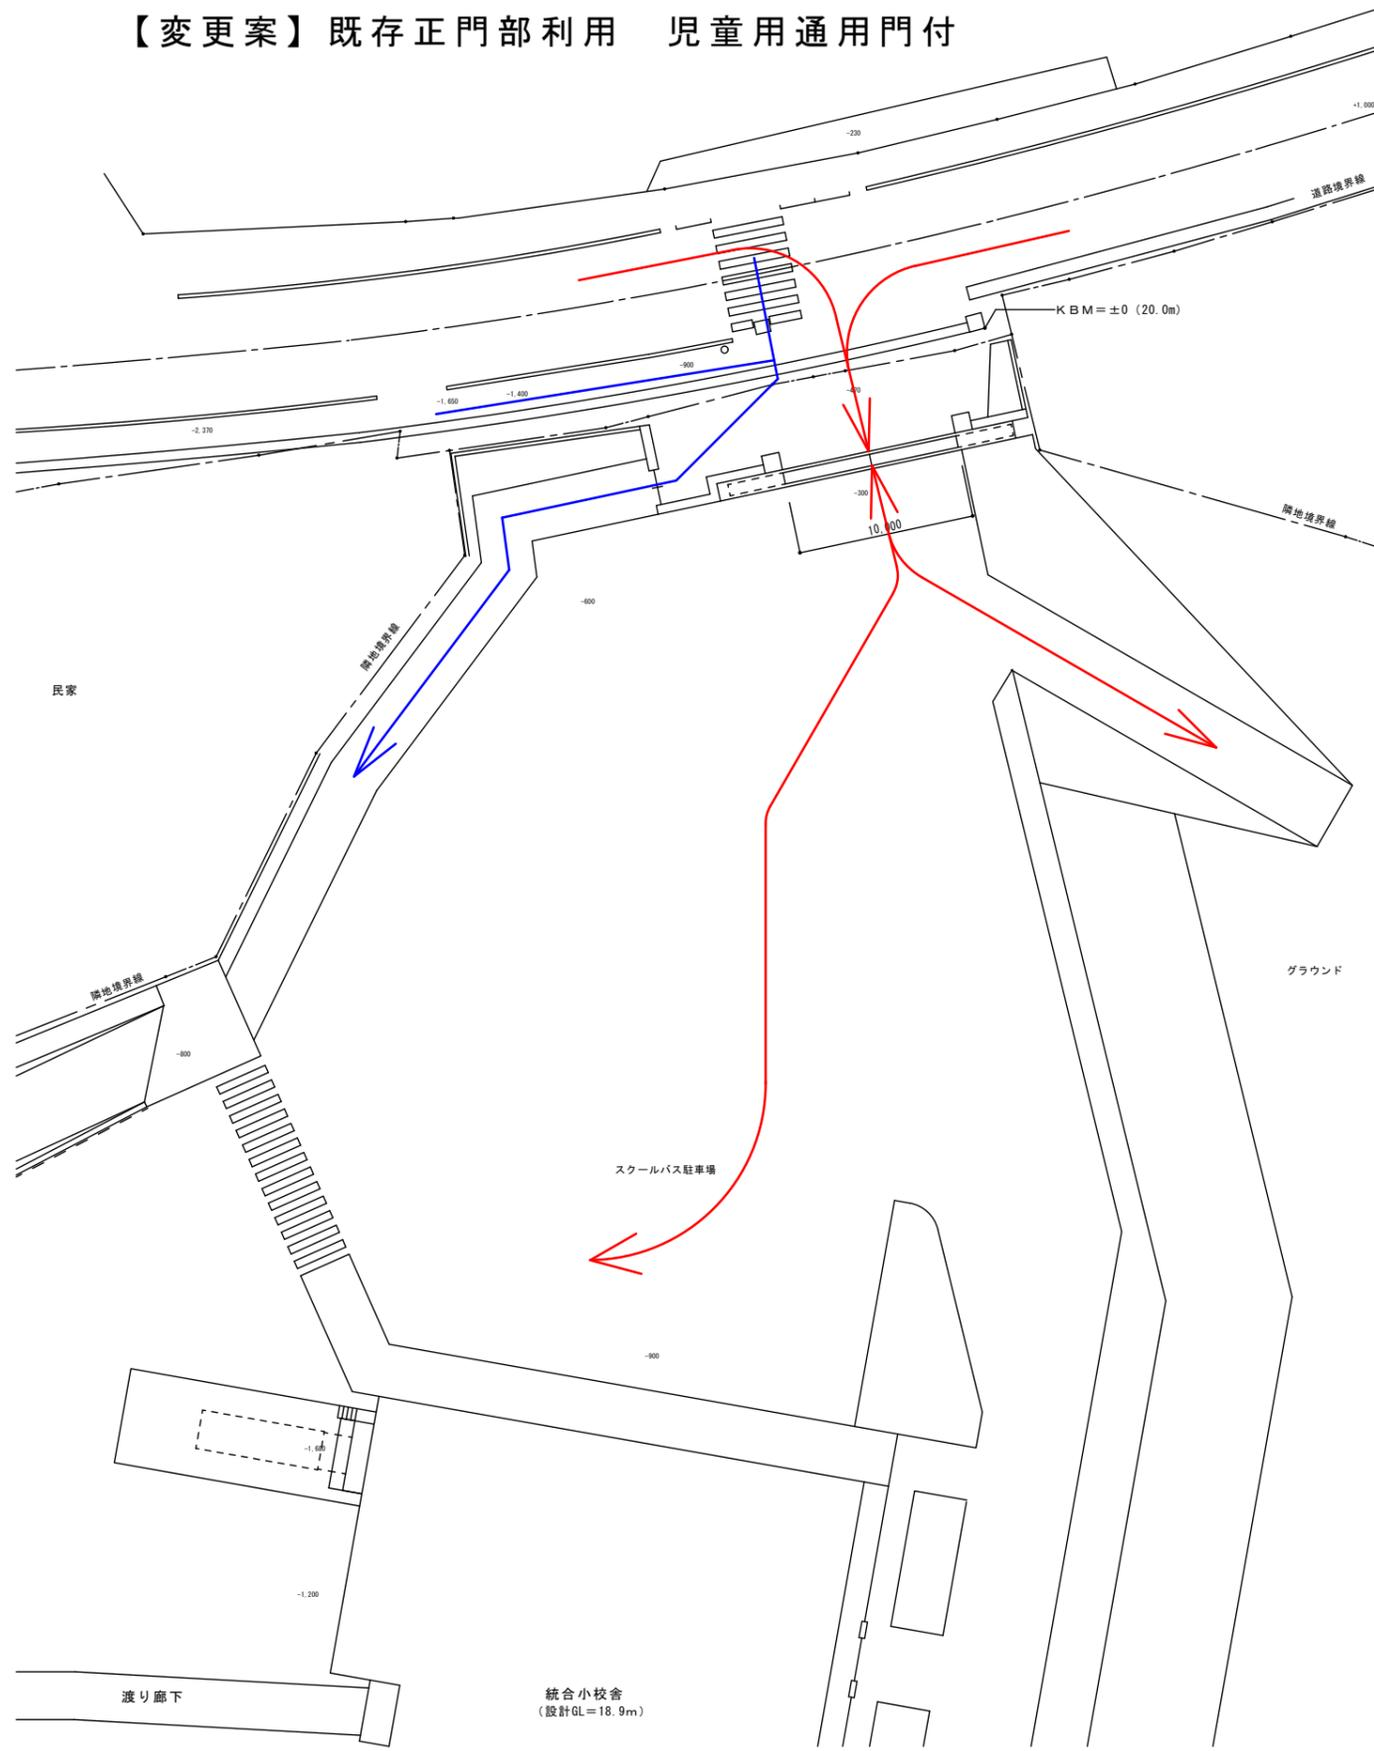 【変更案】既存正門部利用　児童用通用門付
-230
+1,000
道路境界線
KBM=±0 (20.0m)
-900
-1,400
-1,650
-2,370
-470
-300
10,000
隣地境界線
-600
隣地境界線
民家
グラウンド
隣地境界線
-800
スクールバス駐車場
-900
-1,200
渡り廊下
統合小校舎
(設計GL=18.9m)